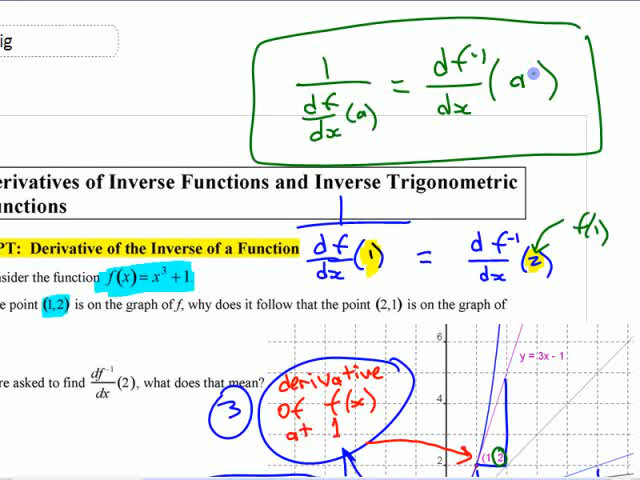 ig
1 / (df/dx (a)) = df⁻¹/dx (a )
erivatives of Inverse Functions and Inverse Trigonometric
unctions
PT: Derivative of the Inverse of a Function
1 / (df/dx (1)) = df⁻¹/dx (2) f(1)
sider the function f(x) = x³ + 1
e point (1,2) is on the graph of f, why does it follow that the point (2,1) is on the graph of
re asked to find df⁻¹/dx (2), what does that mean?
3
derivative
of f(x)
at 1
y = 3x - 1
6
4
2
(1 2